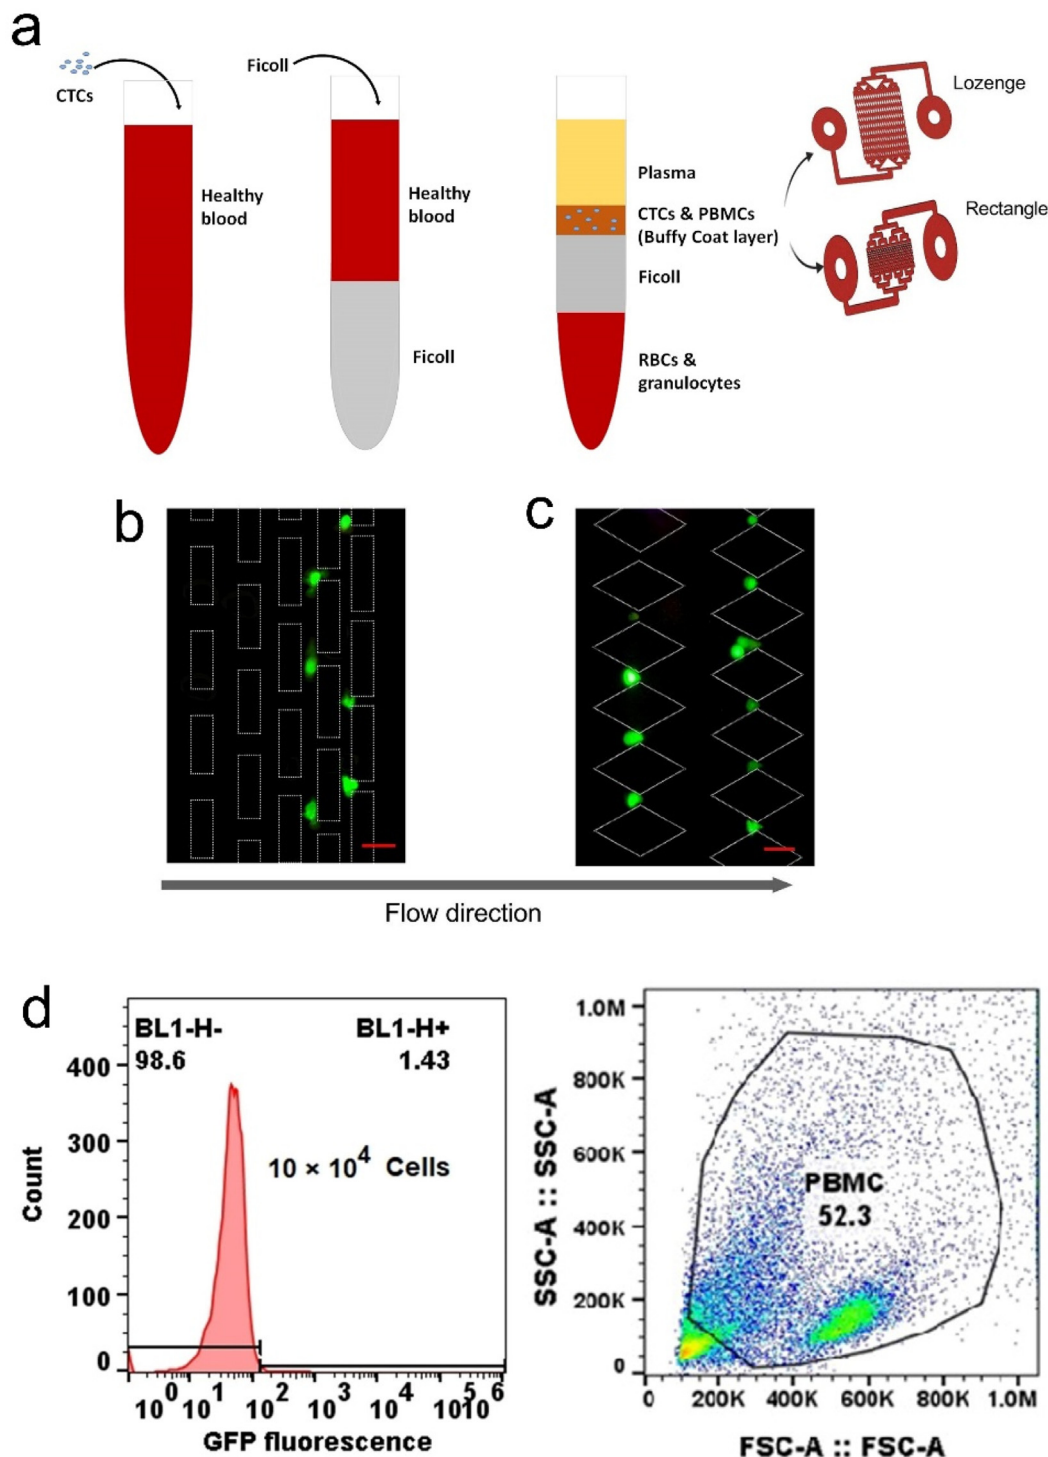 a
CTCs
Healthy
blood
Ficoll
Healthy
blood
Ficoll
Plasma
CTCs & PBMCs
(Buffy Coat layer)
Ficoll
RBCs &
granulocytes
Lozenge
Rectangle
b
c
Flow direction
d
BL1-H-
98.6
BL1-H+
1.43
10 × 10⁴ Cells
Count
400
300
200
100
0
10⁰ 10¹ 10² 10³ 10⁴ 10⁵ 10⁶
GFP fluorescence
PBMC
52.3
SSC-A :: SSC-A
1.0M
800K
600K
400K
200K
0
0 200K 400K 600K 800K 1.0M
FSC-A :: FSC-A